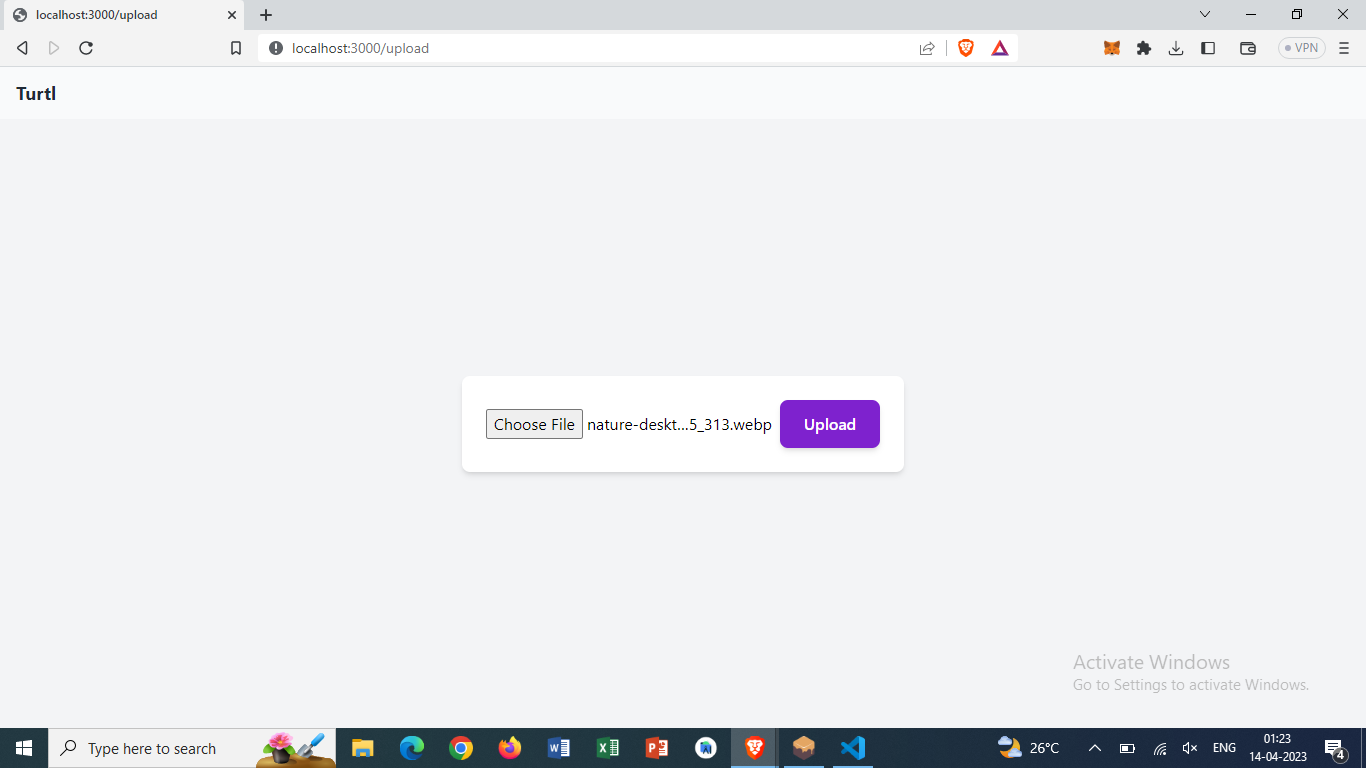 localhost:3000/upload
localhost:3000/upload
VPN
Turtl
Choose File nature-deskt...5_313.webp Upload
Activate Windows
Go to Settings to activate Windows.
Type here to search
26°C
ENG
01:23
14-04-2023
4